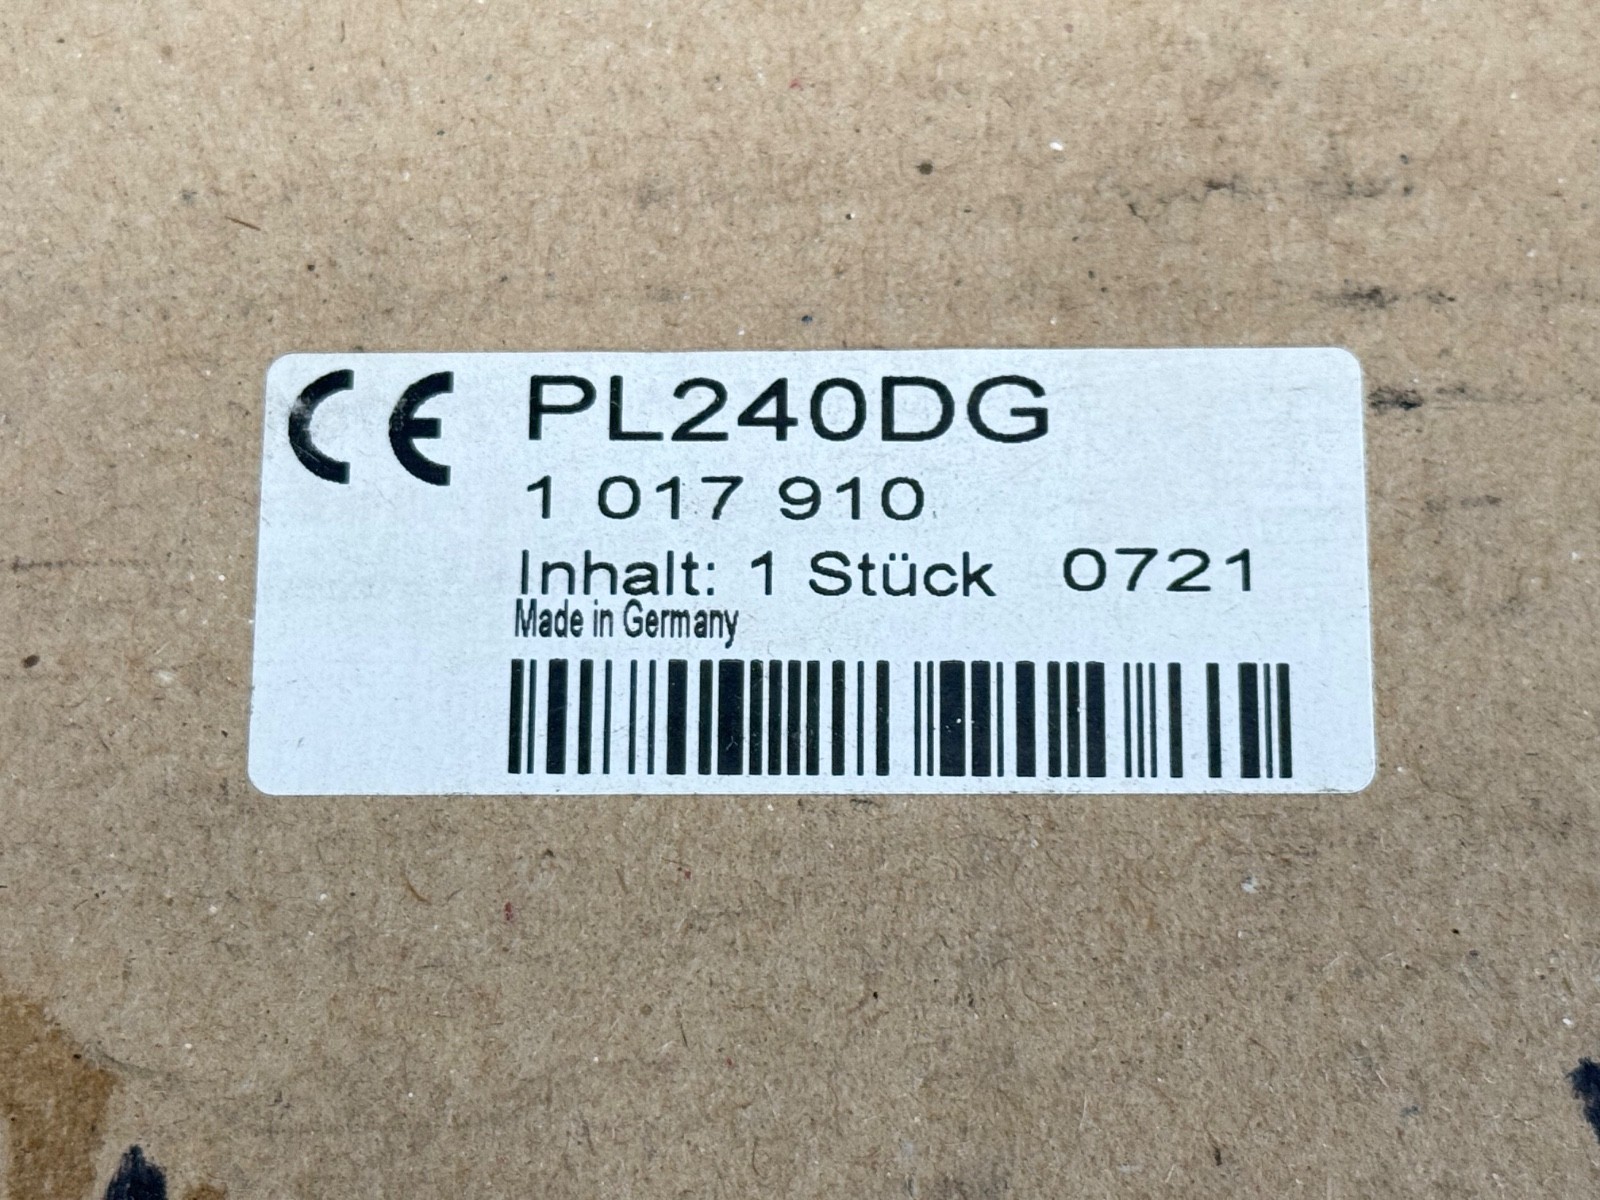 CE PL240DG
1 017 910
Inhalt: 1 Stück 0721
Made in Germany